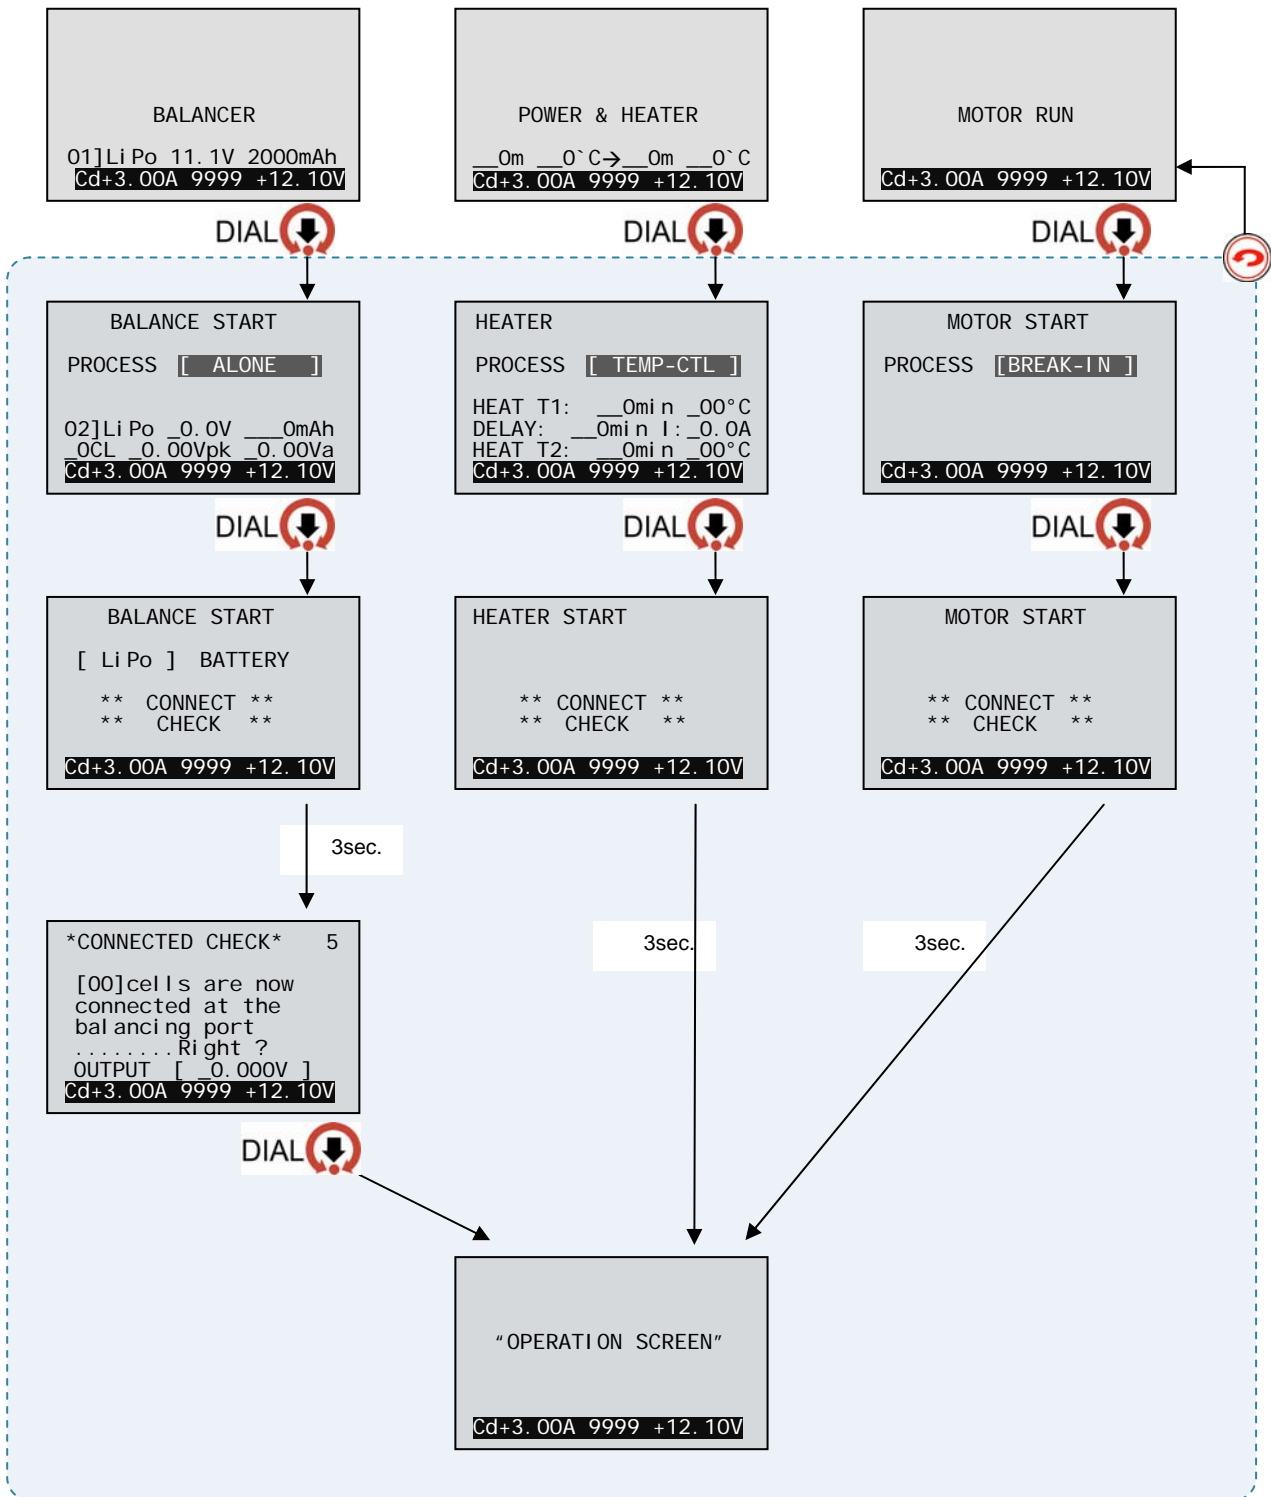 BALANCER
01]LiPo 11.1V 2000mAh
Cd+3.00A 9999 +12.10V
POWER & HEATER
__0m __0`C→__0m __0`C
Cd+3.00A 9999 +12.10V
MOTOR RUN
Cd+3.00A 9999 +12.10V
DIAL
DIAL
DIAL
BALANCE START
PROCESS [ ALONE ]
02]LiPo _0.0V ___0mAh
_0CL _0.00Vpk _0.00Va
Cd+3.00A 9999 +12.10V
HEATER
PROCESS [ TEMP-CTL ]
HEAT T1: __0min _00°C
DELAY: __0min I:_0.0A
HEAT T2: __0min _00°C
Cd+3.00A 9999 +12.10V
MOTOR START
PROCESS [BREAK-IN ]
Cd+3.00A 9999 +12.10V
DIAL
DIAL
DIAL
BALANCE START
[ LiPo ] BATTERY
** CONNECT **
** CHECK **
Cd+3.00A 9999 +12.10V
HEATER START
** CONNECT **
** CHECK **
Cd+3.00A 9999 +12.10V
MOTOR START
** CONNECT **
** CHECK **
Cd+3.00A 9999 +12.10V
3sec.
3sec.
3sec.
*CONNECTED CHECK* 5
[00]cells are now
connected at the
balancing port
........Right ?
OUTPUT [ _0.000V ]
Cd+3.00A 9999 +12.10V
DIAL
“OPERATION SCREEN”
Cd+3.00A 9999 +12.10V